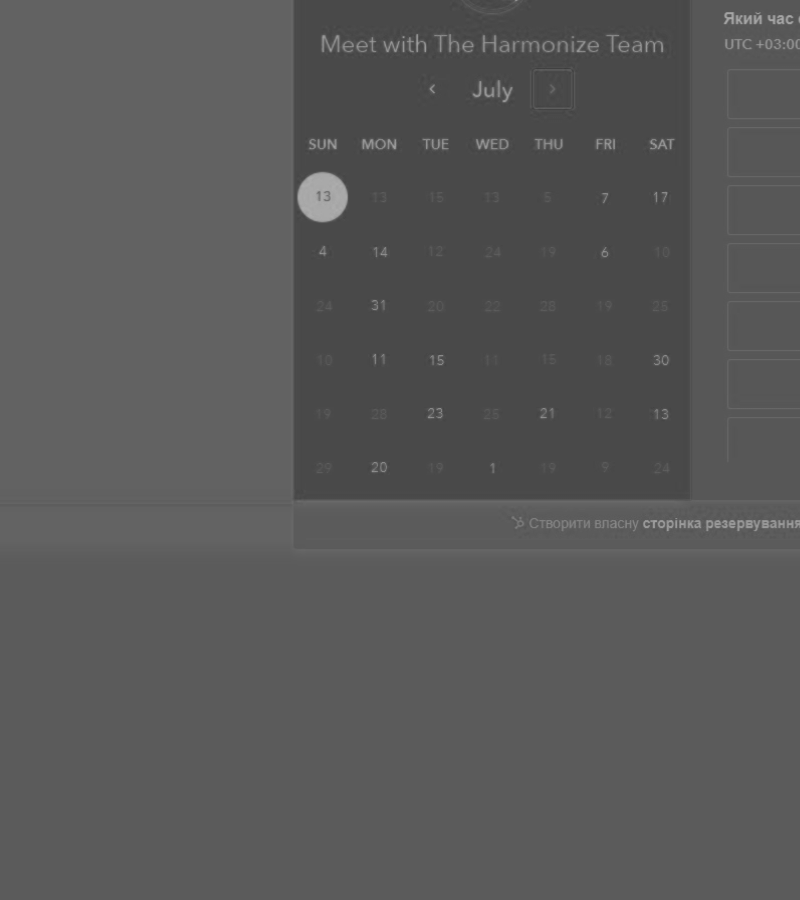 Який час
UTC +03:00
Meet with The Harmonize Team
July
SUN MON TUE WED THU FRI SAT
13 13 15 13 5 7 17
4 14 12 24 19 6 10
24 31 20 22 28 19 25
10 11 15 11 15 18 30
19 28 23 25 21 12 13
29 20 19 1 19 9 24
Створити власну сторінка резервування